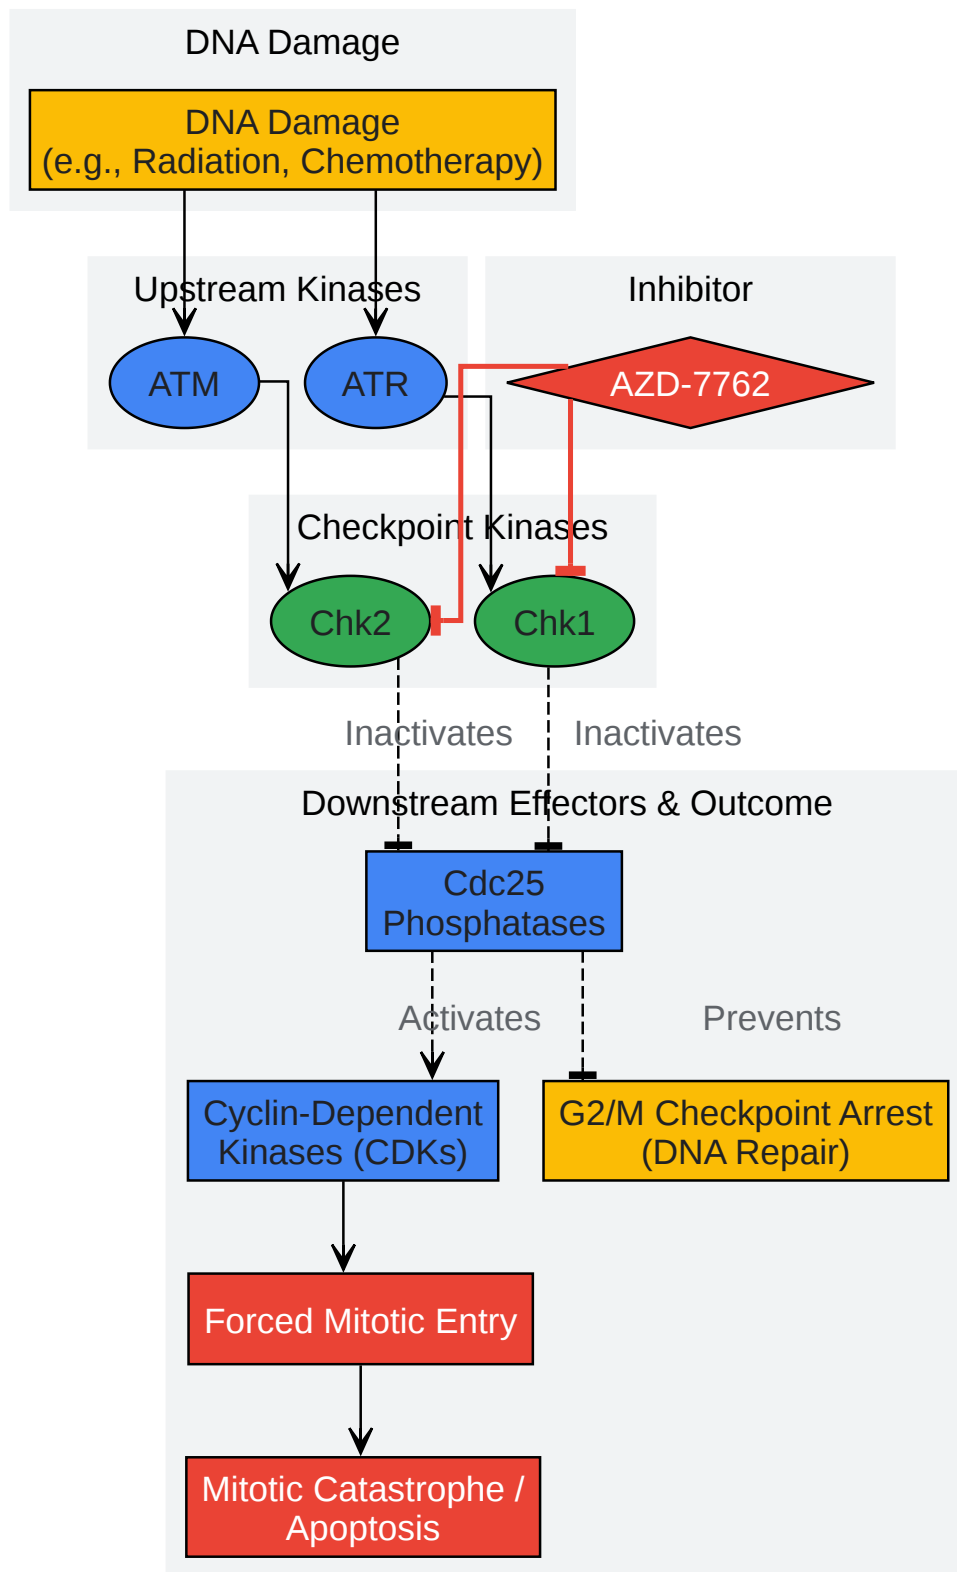 DNA Damage
DNA Damage
(e.g., Radiation, Chemotherapy)
Upstream Kinases
Inhibitor
ATM
ATR
AZD-7762
Checkpoint Kinases
Chk2
Chk1
Inactivates
Inactivates
Downstream Effectors & Outcome
Cdc25
Phosphatases
Activates
Prevents
Cyclin-Dependent
Kinases (CDKs)
G2/M Checkpoint Arrest
(DNA Repair)
Forced Mitotic Entry
Mitotic Catastrophe /
Apoptosis